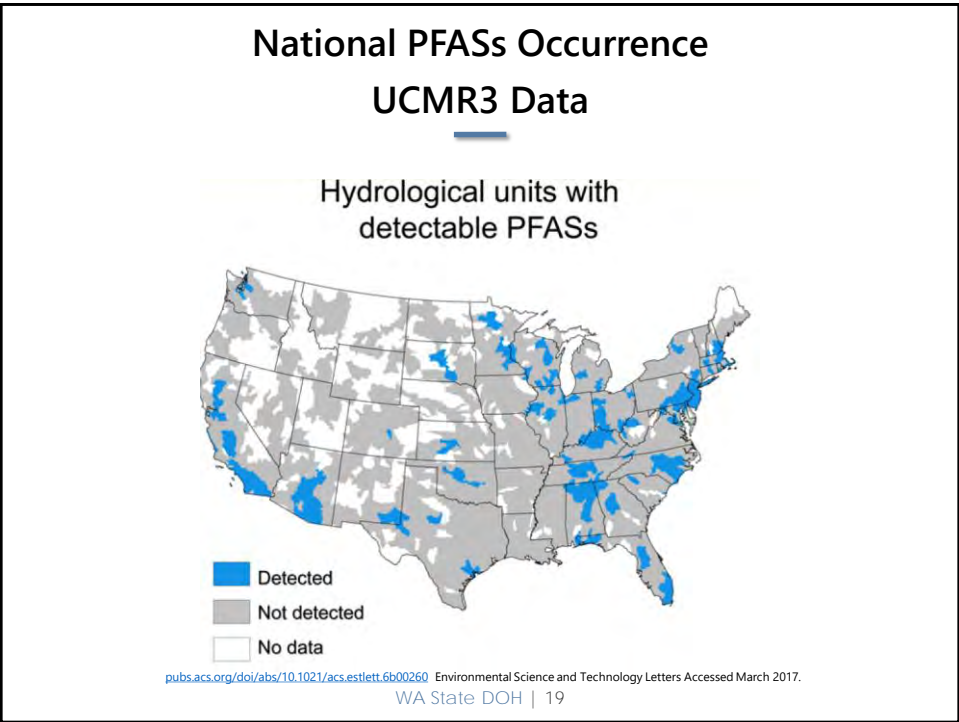 National PFASs Occurrence
UCMR3 Data
Hydrological units with
detectable PFASs
Detected
Not detected
No data
pubs.acs.org/doi/abs/10.1021/acs.estlett.6b00260 Environmental Science and Technology Letters Accessed March 2017.
WA State DOH | 19